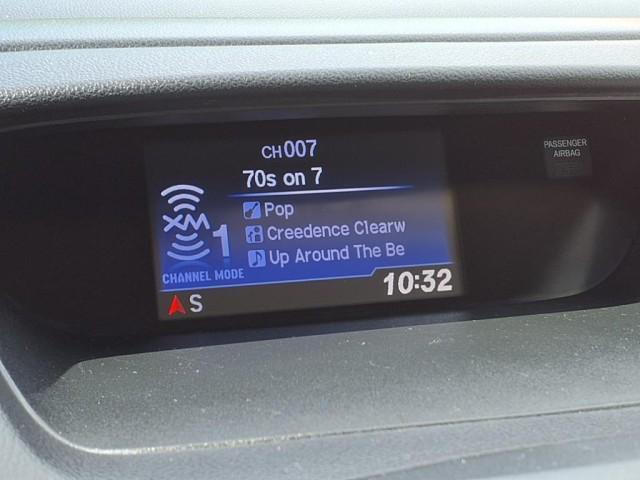 CH007
70s on 7
Pop
Creedence Clearw
Up Around The Be
XM 1
CHANNEL MODE
S
10:32
PASSENGER
AIRBAG